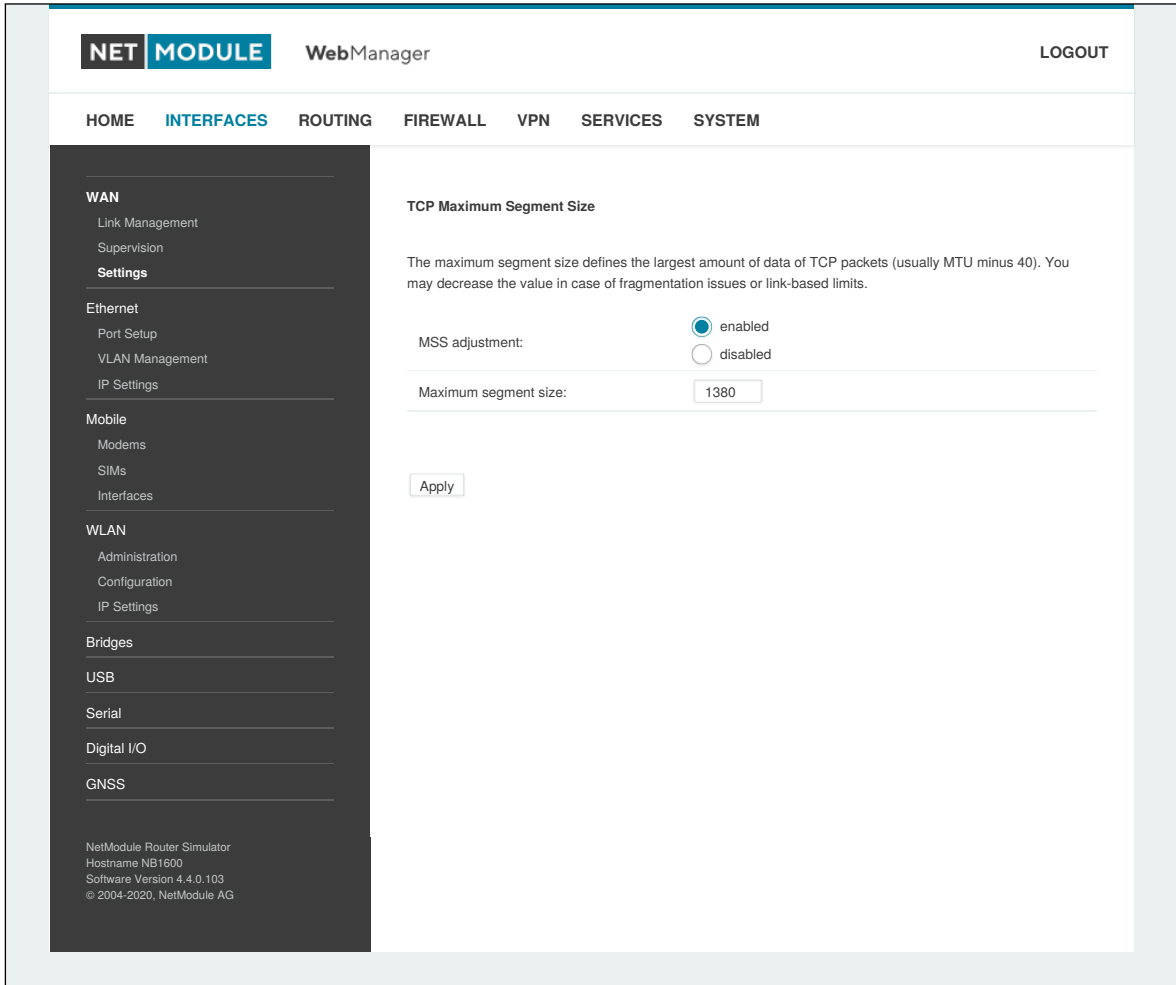 NET MODULE WebManager LOGOUT
HOME INTERFACES ROUTING FIREWALL VPN SERVICES SYSTEM
WAN
Link Management
Supervision
Settings
Ethernet
Port Setup
VLAN Management
IP Settings
Mobile
Modems
SIMs
Interfaces
WLAN
Administration
Configuration
IP Settings
Bridges
USB
Serial
Digital I/O
GNSS
NetModule Router Simulator
Hostname NB1600
Software Version 4.4.0.103
© 2004-2020, NetModule AG
TCP Maximum Segment Size
The maximum segment size defines the largest amount of data of TCP packets (usually MTU minus 40). You
may decrease the value in case of fragmentation issues or link-based limits.
MSS adjustment:
enabled
disabled
Maximum segment size: 1380
Apply